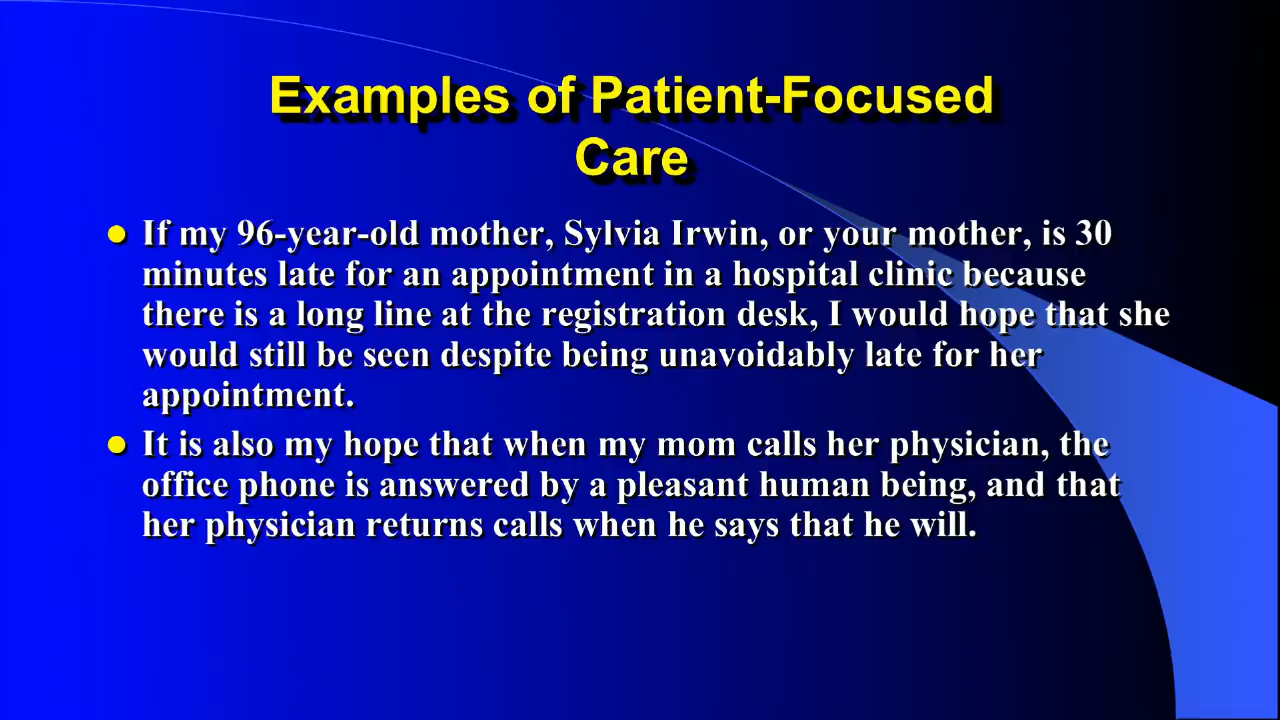 Examples of Patient-Focused
Care
If my 96-year-old mother, Sylvia Irwin, or your mother, is 30
minutes late for an appointment in a hospital clinic because
there is a long line at the registration desk, I would hope that she
would still be seen despite being unavoidably late for her
appointment.
It is also my hope that when my mom calls her physician, the
office phone is answered by a pleasant human being, and that
her physician returns calls when he says that he will.